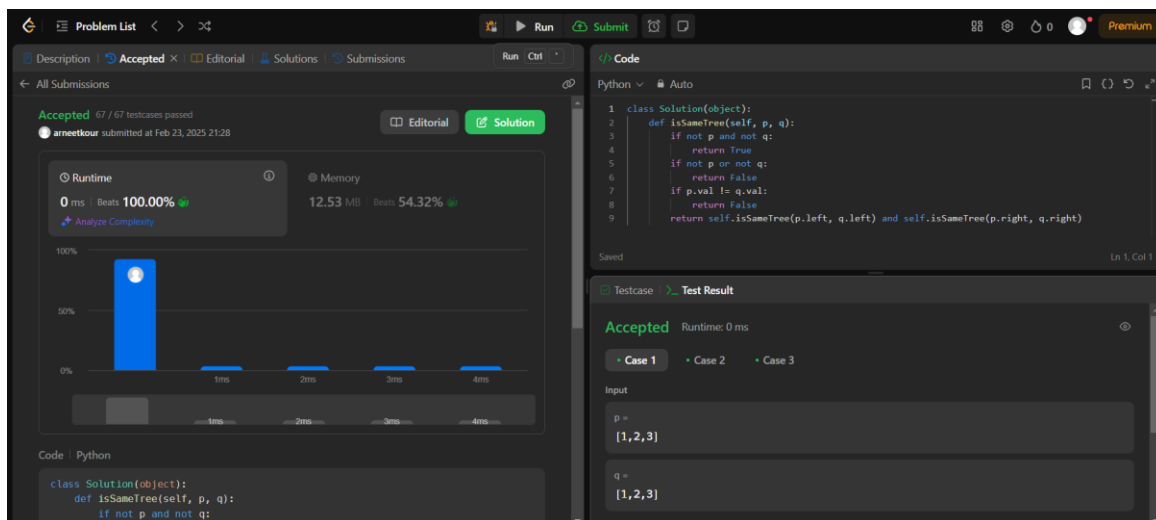 Problem List
Run
Submit
0
Premium
Description
Accepted
Editorial
Solutions
Submissions
Run Ctrl '
All Submissions
Accepted 67 / 67 testcases passed
arneetkour submitted at Feb 23, 2025 21:28
Editorial
Solution
Runtime
0 ms Beats 100.00%
Analyze Complexity
Memory
12.53 MB Beats 54.32%
100%
50%
0%
1ms 2ms 3ms 4ms
1ms 2ms 3ms 4ms
Code Python
class Solution(object):
def isSameTree(self, p, q):
if not p and not q:
</> Code
Python Auto
1 class Solution(object):
2 def isSameTree(self, p, q):
3 if not p and not q:
4 return True
5 if not p or not q:
6 return False
7 if p.val != q.val:
8 return False
9 return self.isSameTree(p.left, q.left) and self.isSameTree(p.right, q.right)
Saved Ln 1, Col 1
Testcase >_ Test Result
Accepted Runtime: 0 ms
• Case 1 • Case 2 • Case 3
Input
p =
[1,2,3]
q =
[1,2,3]